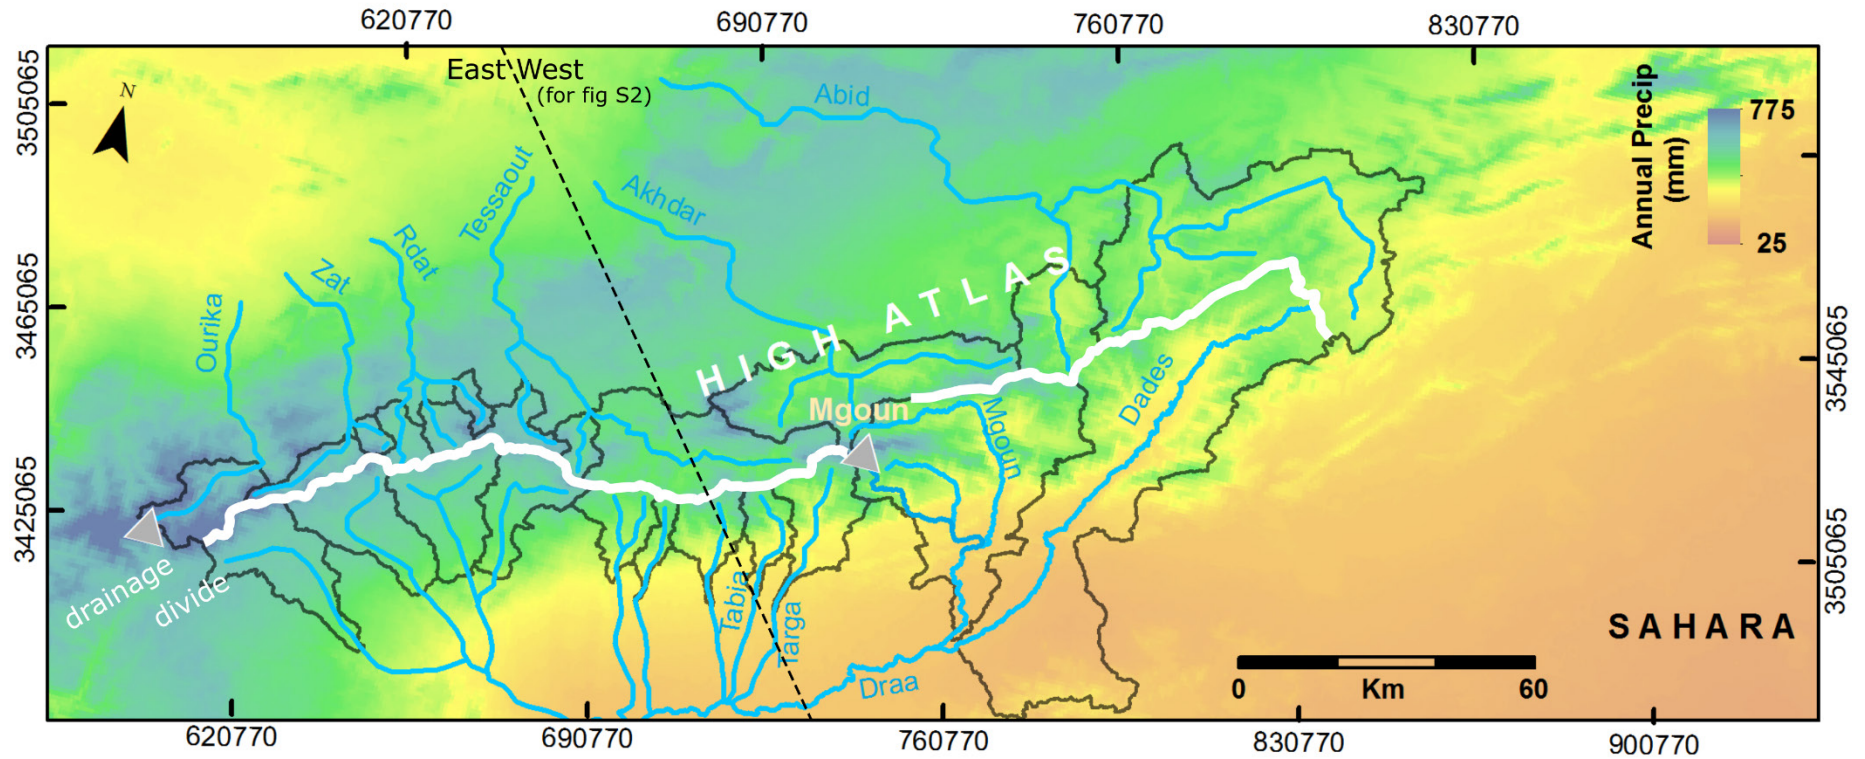 620770
690770
760770
830770
East West
(for fig S2)
N
3505065
3465065
3425065
Abid
Akhdar
Tessaout
Rdat
Zat
Ourika
Annual Precip
(mm)
775
25
HIGH ATLAS
Mgoun
Mgoun
Dades
3545065
3505065
drainage
divide
Tabia
Targa
Draa
SAHARA
0 Km 60
620770
690770
760770
830770
900770